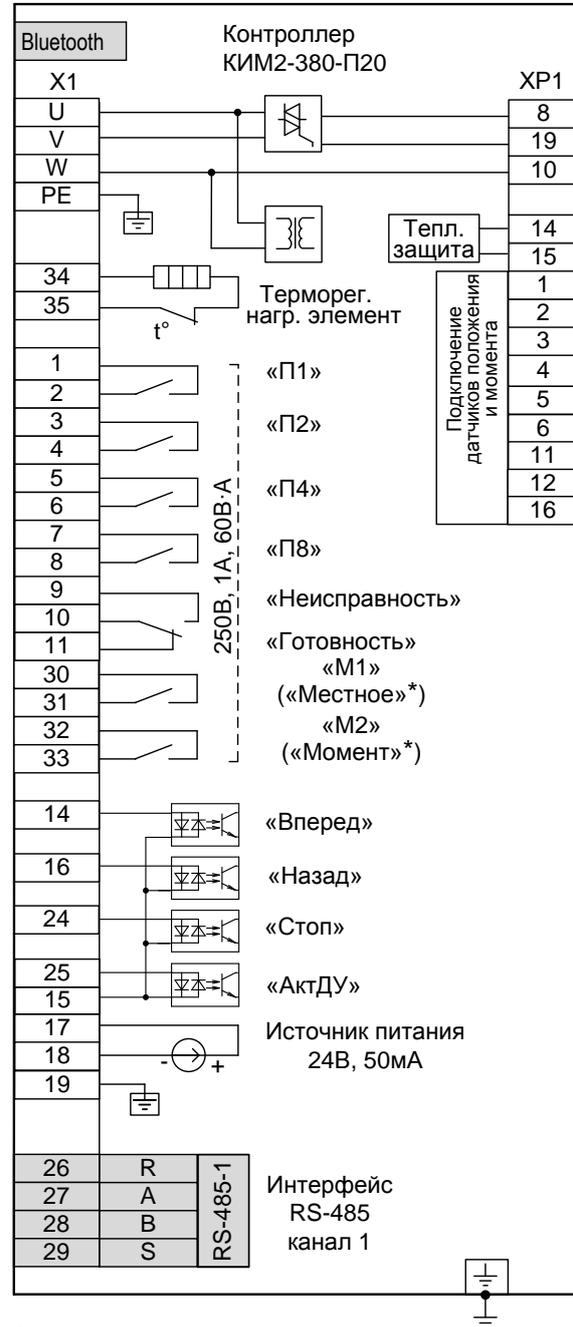 Bluetooth
Контроллер
КИМ2-380-П20
X1
XP1
U
8
V
19
W
10
PE
Тепл.
защита
14
15
34
35
t°
Терморег.
нагр. элемент
Подключение
датчиков положения
и момента
1
2
3
4
5
6
11
12
16
1
2
«П1»
3
4
«П2»
5
6
«П4»
7
8
«П8»
250В, 1А, 60В·А
9
10
11
«Неисправность»
«Готовность»
30
31
«М1»
(«Местное»*)
32
33
«М2»
(«Момент»*)
14
«Вперед»
16
«Назад»
24
«Стоп»
25
15
«АктДУ»
17
18
- +
Источник питания
24В, 50мА
19
26 R
27 A
28 B
29 S
RS-485-1
Интерфейс
RS-485
канал 1